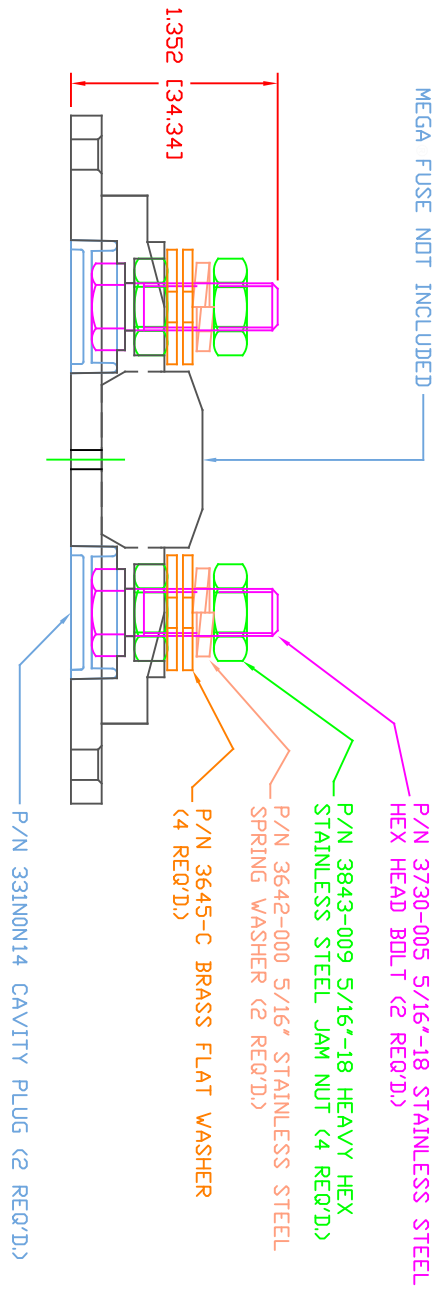 MEGA FUSE NOT INCLUDED
1.352 [34.34]
P/N 3730-005 5/16"-18 STAINLESS STEEL
HEX HEAD BOLT (2 REQ'D.)
P/N 3843-009 5/16"-18 HEAVY HEX
STAINLESS STEEL JAM NUT (4 REQ'D.)
P/N 3642-000 5/16" STAINLESS STEEL
SPRING WASHER (2 REQ'D.)
P/N 3645-C BRASS FLAT WASHER
(4 REQ'D.)
P/N 331N0N14 CAVITY PLUG (2 REQ'D.)